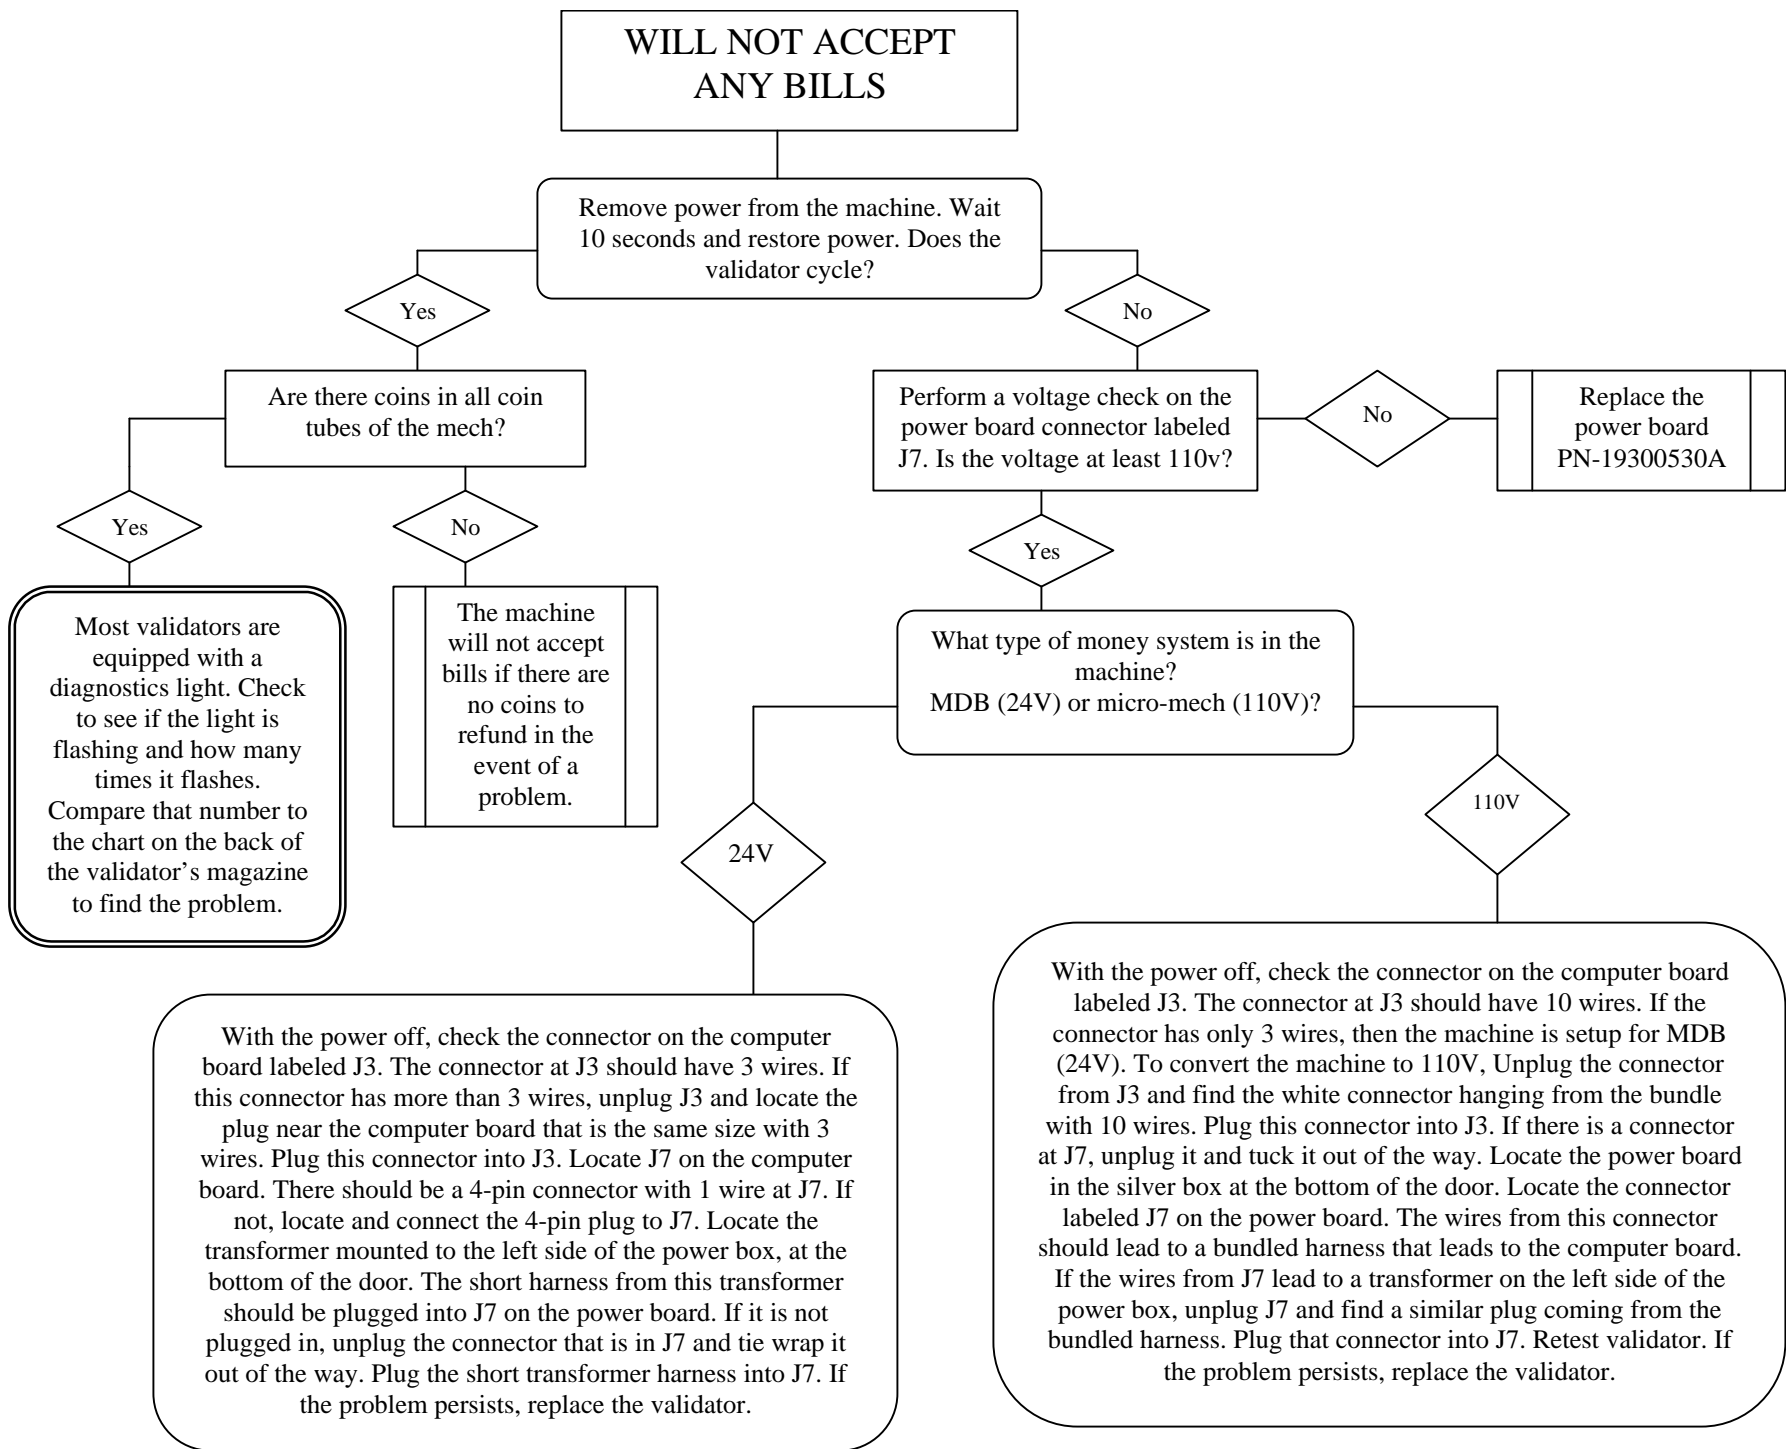 WILL NOT ACCEPT
ANY BILLS
Remove power from the machine. Wait
10 seconds and restore power. Does the
validator cycle?
Yes
No
Are there coins in all coin
tubes of the mech?
Perform a voltage check on the
power board connector labeled
J7. Is the voltage at least 110v?
No
Replace the
power board
PN-19300530A
Yes
No
Yes
Most validators are
equipped with a
diagnostics light. Check
to see if the light is
flashing and how many
times it flashes.
Compare that number to
the chart on the back of
the validator’s magazine
to find the problem.
The machine
will not accept
bills if there are
no coins to
refund in the
event of a
problem.
What type of money system is in the
machine?
MDB (24V) or micro-mech (110V)?
24V
110V
With the power off, check the connector on the computer
board labeled J3. The connector at J3 should have 3 wires. If
this connector has more than 3 wires, unplug J3 and locate the
plug near the computer board that is the same size with 3
wires. Plug this connector into J3. Locate J7 on the computer
board. There should be a 4-pin connector with 1 wire at J7. If
not, locate and connect the 4-pin plug to J7. Locate the
transformer mounted to the left side of the power box, at the
bottom of the door. The short harness from this transformer
should be plugged into J7 on the power board. If it is not
plugged in, unplug the connector that is in J7 and tie wrap it
out of the way. Plug the short transformer harness into J7. If
the problem persists, replace the validator.
With the power off, check the connector on the computer board
labeled J3. The connector at J3 should have 10 wires. If the
connector has only 3 wires, then the machine is setup for MDB
(24V). To convert the machine to 110V, Unplug the connector
from J3 and find the white connector hanging from the bundle
with 10 wires. Plug this connector into J3. If there is a connector
at J7, unplug it and tuck it out of the way. Locate the power board
in the silver box at the bottom of the door. Locate the connector
labeled J7 on the power board. The wires from this connector
should lead to a bundled harness that leads to the computer board.
If the wires from J7 lead to a transformer on the left side of the
power box, unplug J7 and find a similar plug coming from the
bundled harness. Plug that connector into J7. Retest validator. If
the problem persists, replace the validator.